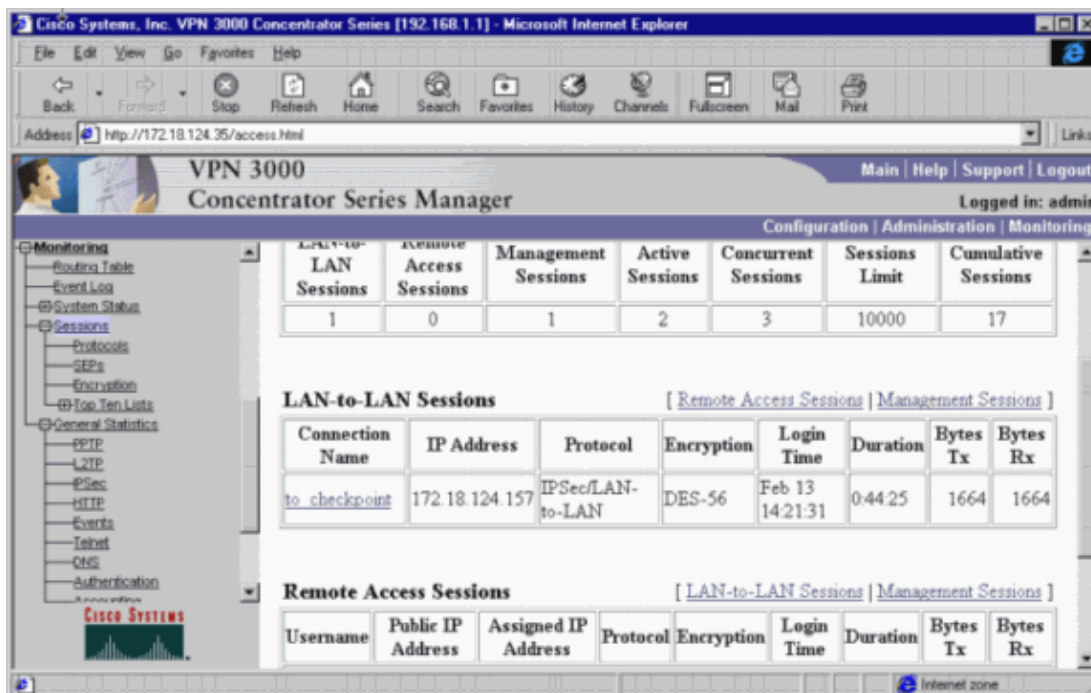 Cisco Systems, Inc. VPN 3000 Concentrator Series [192.168.1.1] - Microsoft Internet Explorer
File Edit View Go Favorites Help
Back Forward Stop Refresh Home Search Favorites History Channels Fullscreen Mail Print
Address http://172.18.124.35/access.html Links
VPN 3000
Concentrator Series Manager
Main | Help | Support | Logout
Logged in: admin
Configuration | Administration | Monitoring
Monitoring
Routing Table
Event Log
System Status
Sessions
Protocols
SEPs
Encryption
Top Ten Lists
General Statistics
PPTP
L2TP
IPSec
HTTP
Events
Telnet
DNS
Authentication
Accounting
CISCO SYSTEMS
LAN-to-LAN Sessions Remote Access Sessions Management Sessions Active Sessions Concurrent Sessions Sessions Limit Cumulative Sessions
1 0 1 2 3 10000 17
LAN-to-LAN Sessions [ Remote Access Sessions | Management Sessions ]
Connection Name IP Address Protocol Encryption Login Time Duration Bytes Tx Bytes Rx
to_checkpoint 172.18.124.157 IPSec/LAN-to-LAN DES-56 Feb 13 14:21:31 0:44:25 1664 1664
Remote Access Sessions [ LAN-to-LAN Sessions | Management Sessions ]
Username Public IP Address Assigned IP Address Protocol Encryption Login Time Duration Bytes Tx Bytes Rx
Internet zone